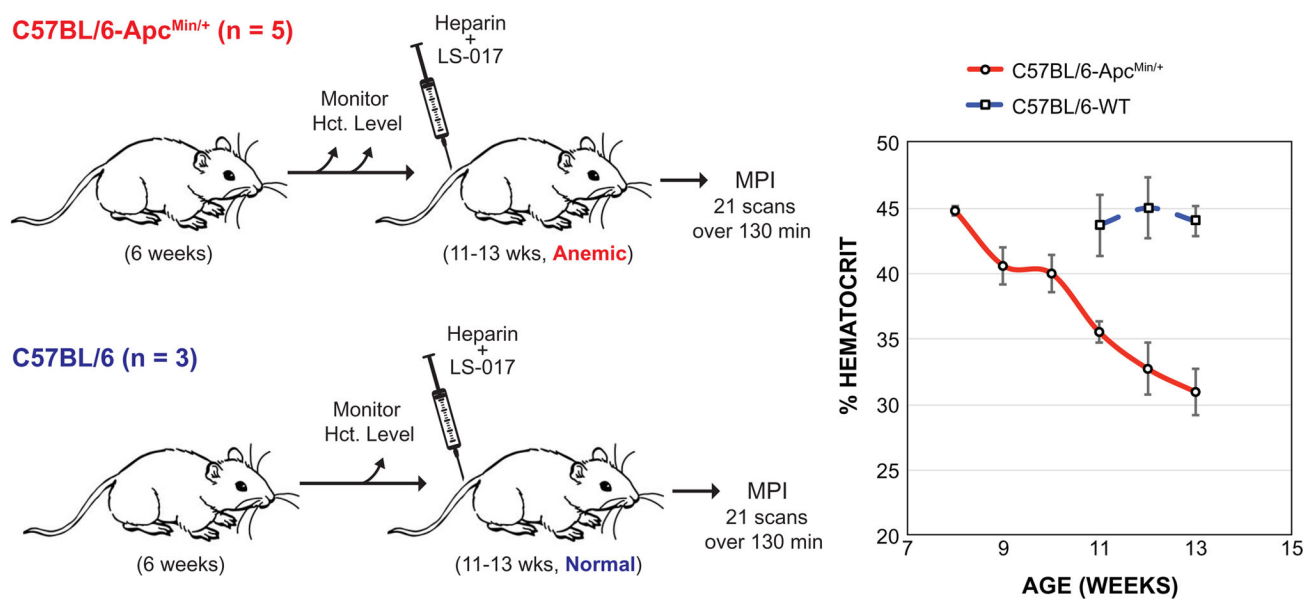 C57BL/6-ApcMin/+ (n = 5)
Heparin
+
LS-017
Monitor
Hct. Level
MPI
21 scans
over 130 min
(6 weeks)
(11-13 wks, Anemic)
C57BL/6 (n = 3)
Heparin
+
LS-017
Monitor
Hct. Level
MPI
21 scans
over 130 min
(6 weeks)
(11-13 wks, Normal)
C57BL/6-ApcMin/+
C57BL/6-WT
% HEMATOCRIT
50
45
40
35
30
25
20
7 9 11 13 15
AGE (WEEKS)